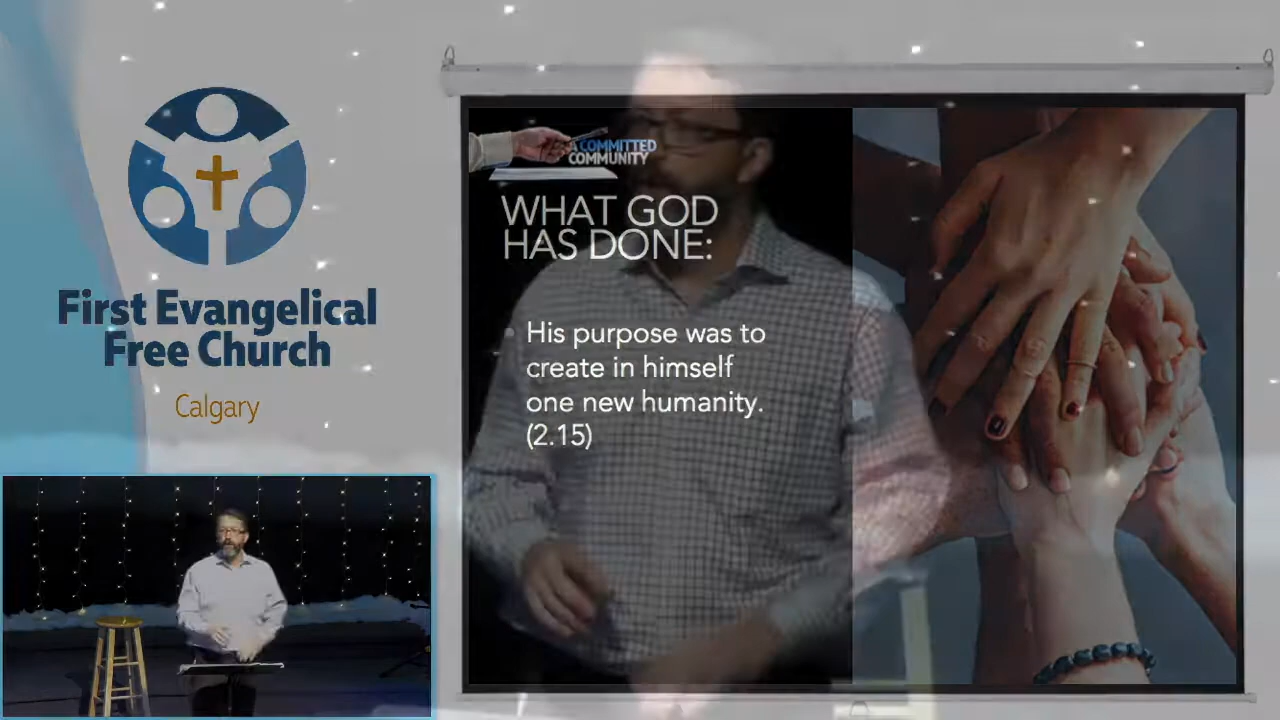 First Evangelical
Free Church
Calgary
A COMMITTED
COMMUNITY
WHAT GOD
HAS DONE:
His purpose was to
create in himself
one new humanity.
(2.15)